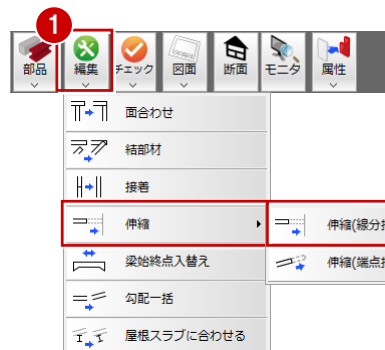 1
部品 編集 チェック 図面 断面 モニタ 属性
面合わせ
結部材
接着
伸縮 伸縮(線分
梁始終点入替え 伸縮(端点
勾配一括
屋根スラブに合わせる